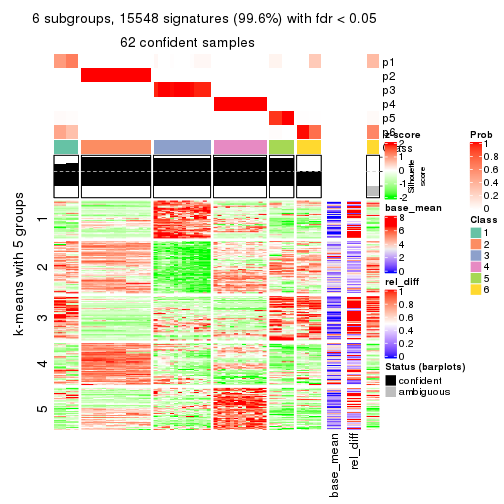 6 subgroups, 15548 signatures (99.6%) with fdr < 0.05
62 confident samples
p1
p2
p3
p4
p5
p6
Class
Silhouette
score
k-means with 5 groups
1
2
3
4
5
base_mean
rel_diff
z-score
2
1
0
-1
-2
base_mean
8
6
4
2
0
rel_diff
1
0.8
0.6
0.4
0.2
0
Status (barplots)
confident
ambiguous
Prob
1
0.8
0.6
0.4
0.2
0
Class
1
2
3
4
5
6